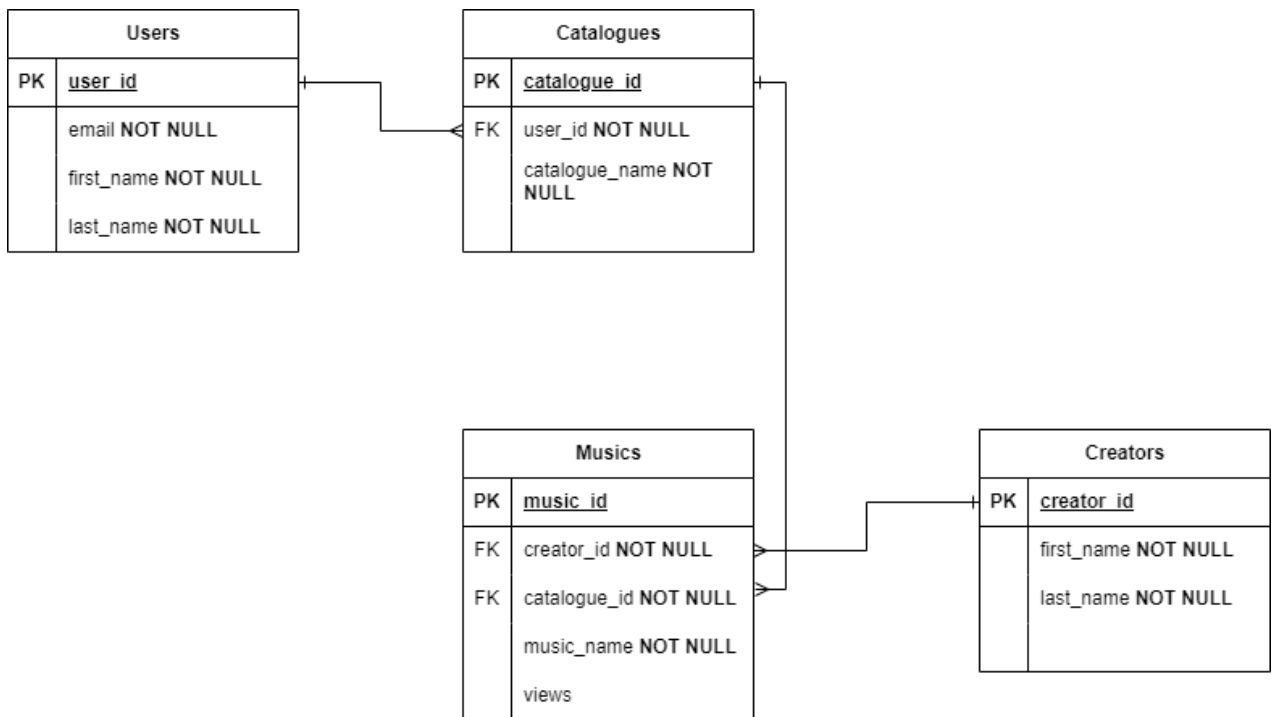 Users
PK user_id
email NOT NULL
first_name NOT NULL
last_name NOT NULL
Catalogues
PK catalogue_id
FK user_id NOT NULL
catalogue_name NOT
NULL
Musics
PK music_id
FK creator_id NOT NULL
FK catalogue_id NOT NULL
music_name NOT NULL
views
Creators
PK creator_id
first_name NOT NULL
last_name NOT NULL